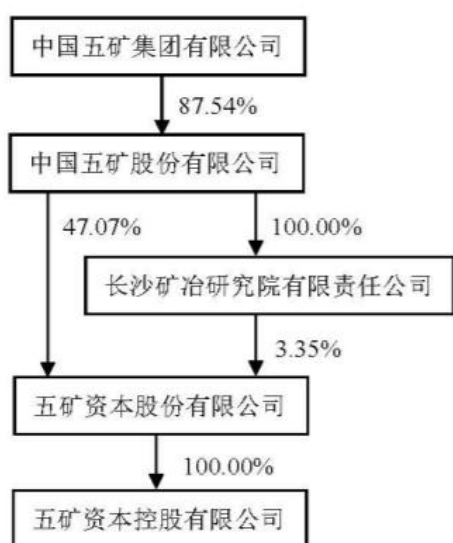 中国五矿集团有限公司
87.54%
中国五矿股份有限公司
47.07%
100.00%
长沙矿冶研究院有限责任公司
3.35%
五矿资本股份有限公司
100.00%
五矿资本控股有限公司